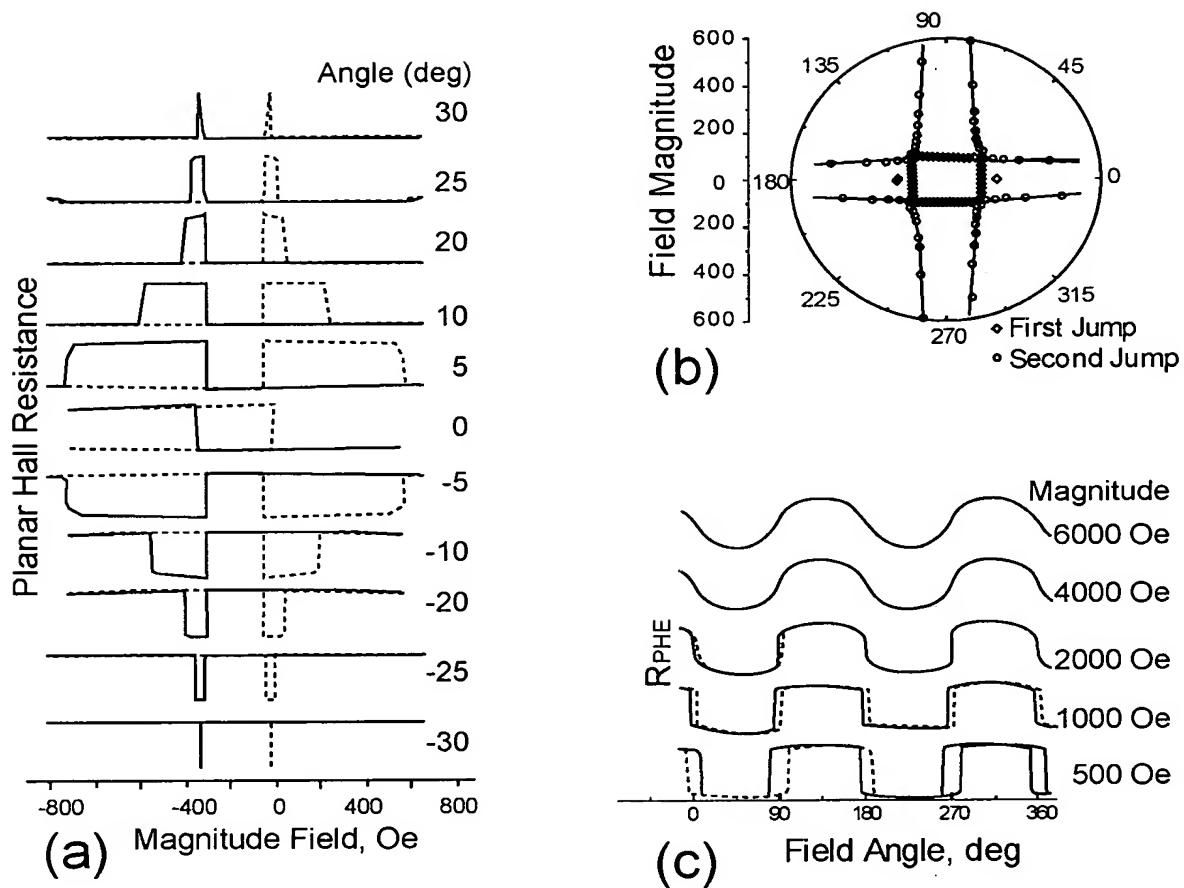 Angle (deg)
30
25
20
10
5
0
-5
-10
-20
-25
-30
Planar Hall Resistance
-800
-400
0
400
800
Magnitude Field, Oe
(a)
600
400
200
0
200
400
600
Field Magnitude
90
135
45
180
0
225
315
270
First Jump
Second Jump
(b)
Magnitude
6000 Oe
4000 Oe
2000 Oe
1000 Oe
500 Oe
RPHE
0
90
180
270
360
Field Angle, deg
(c)